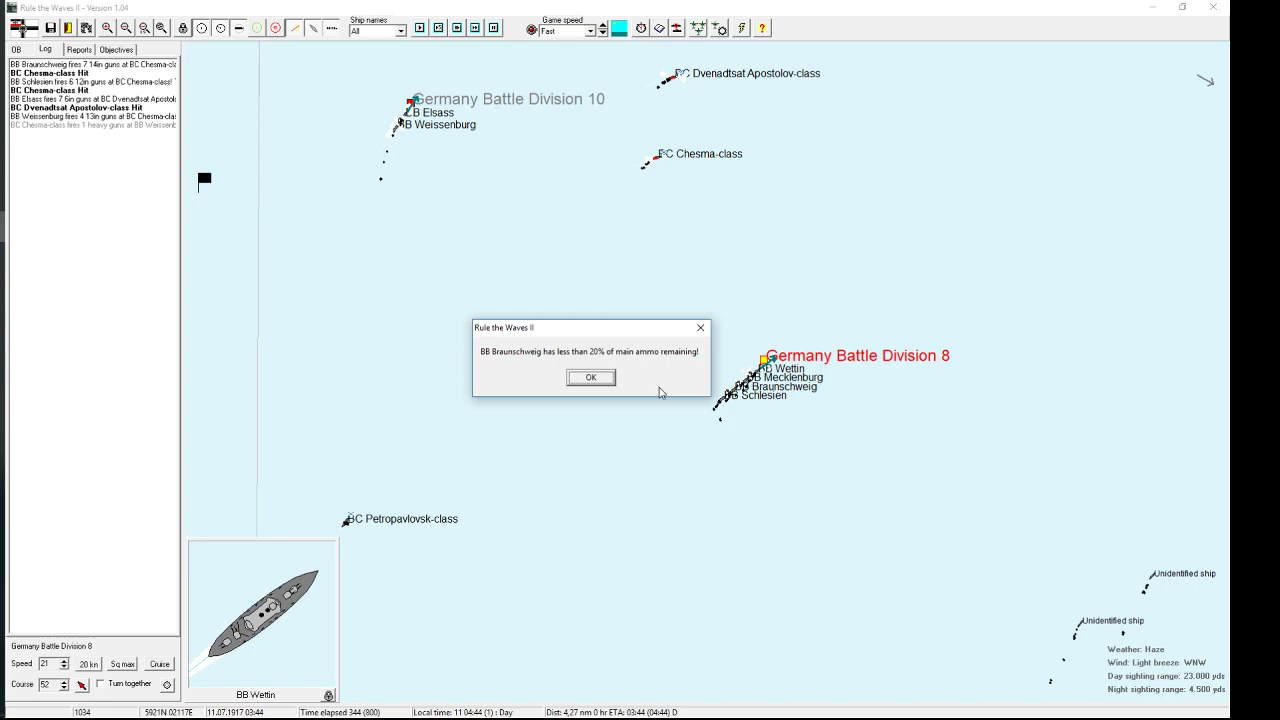 Rule the Waves II - Version 1.04
Ship names
All
Game speed
Fast
OB
Log
Reports
Objectives
BB Braunschweig fires 7 14in guns at BC Chesma-cla
BC Chesma-class Hit
BB Schlesien fires 6 12in guns at BC Chesma-class!
BC Chesma-class Hit
BB Elsass fires 7 6in guns at BC Dvenadtsat Apostolov
BC Dvenadtsat Apostolov-class Hit
BB Weissenburg fires 4 13in guns at BC Chesma-clas
BC Chesma-class fires 1 heavy guns at BB Weissenb
BC Dvenadtsat Apostolov-class
Germany Battle Division 10
BB Elsass
BB Weissenburg
BC Chesma-class
Rule the Waves II
BB Braunschweig has less than 20% of main ammo remaining!
OK
Germany Battle Division 8
BB Wettin
BB Mecklenburg
BB Braunschweig
BB Schlesien
BC Petropavlovsk-class
Unidentified ship
Unidentified ship
Weather: Haze
Wind: Light breeze WNW
Day sighting range: 23.000 yds
Night sighting range: 4.500 yds
Germany Battle Division 8
Speed 21 20 kn Sq max Cruise
Course 52 Turn together
BB Wettin
1034
5921N 02117E
11.07.1917 03:44
Time elapsed 344 (800)
Local time: 11 04:44 (1) : Day
Dist: 4,27 nm 0 hr ETA: 03:44 (04:44) D